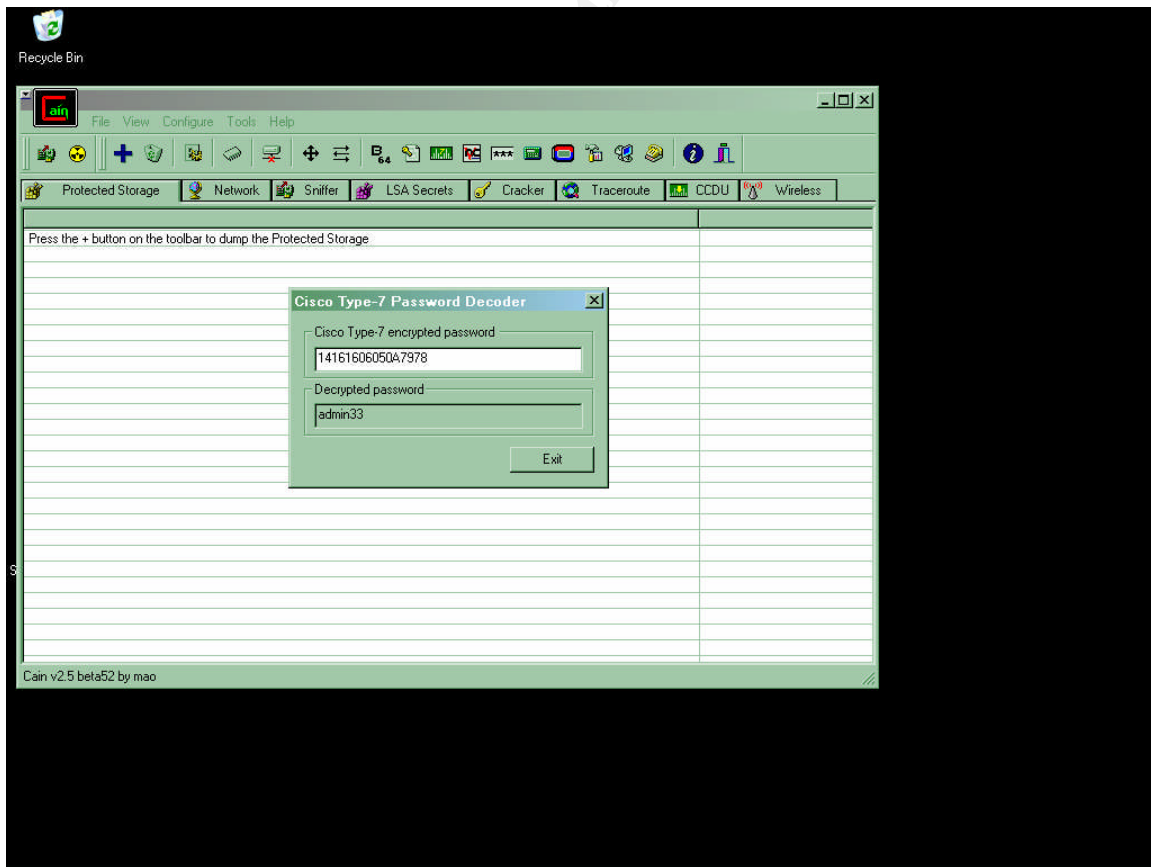 Recycle Bin
Cain
File View Configure Tools Help
B64
Protected Storage Network Sniffer LSA Secrets Cracker Traceroute CCDU Wireless
Press the + button on the toolbar to dump the Protected Storage
Cisco Type-7 Password Decoder
Cisco Type-7 encrypted password
14161606050A7978
Decrypted password
admin33
Exit
S
Cain v2.5 beta52 by mao